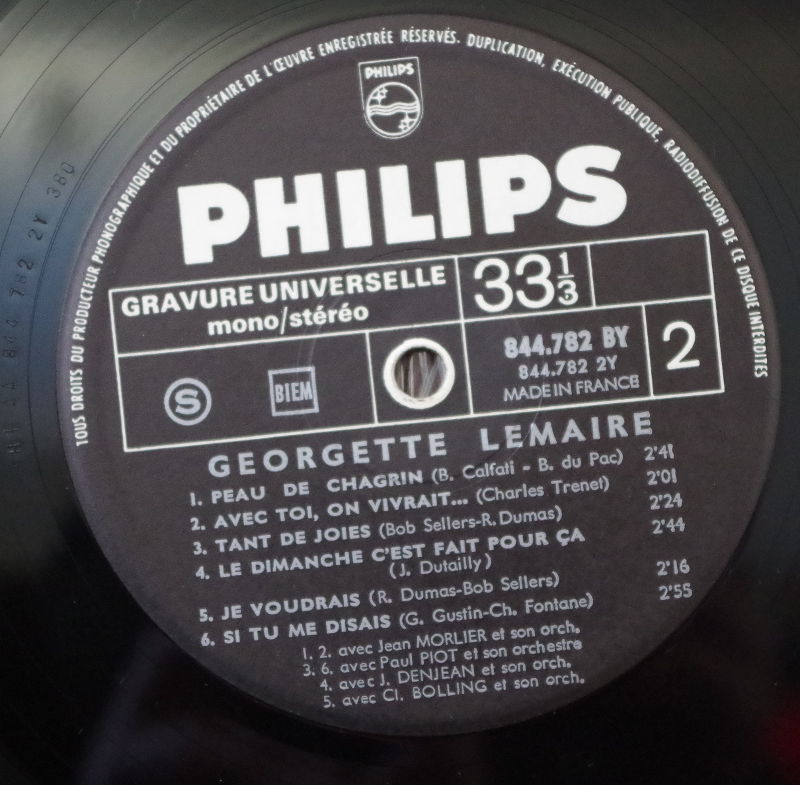 TOUS DROITS DU PRODUCTEUR PHONOGRAPHIQUE ET DU PROPRIÉTAIRE DE L'ŒUVRE ENREGISTRÉE RÉSERVÉS. DUPLICATION, EXÉCUTION PUBLIQUE, RADIODIFFUSION DE CE DISQUE INTERDITES
PHILIPS
PHILIPS
GRAVURE UNIVERSELLE
mono/stéréo
33 1/3
S
BIEM
844.782 BY
844.782 2Y
MADE IN FRANCE
2
GEORGETTE LEMAIRE
1. PEAU DE CHAGRIN (B. Calfati - B. du Pac) 2'41
2. AVEC TOI, ON VIVRAIT... (Charles Trenet) 2'01
3. TANT DE JOIES (Bob Sellers-R. Dumas) 2'24
4. LE DIMANCHE C'EST FAIT POUR ÇA 2'44
(J. Dutailly)
5. JE VOUDRAIS (R. Dumas-Bob Sellers) 2'16
6. SI TU ME DISAIS (G. Gustin-Ch. Fontane) 2'55
1. 2. avec Jean MORLIER et son orch.
3. 6. avec Paul PIOT et son orchestre
4. avec J. DENJEAN et son orch.
5. avec Cl. BOLLING et son orch.
844 782 2Y 380